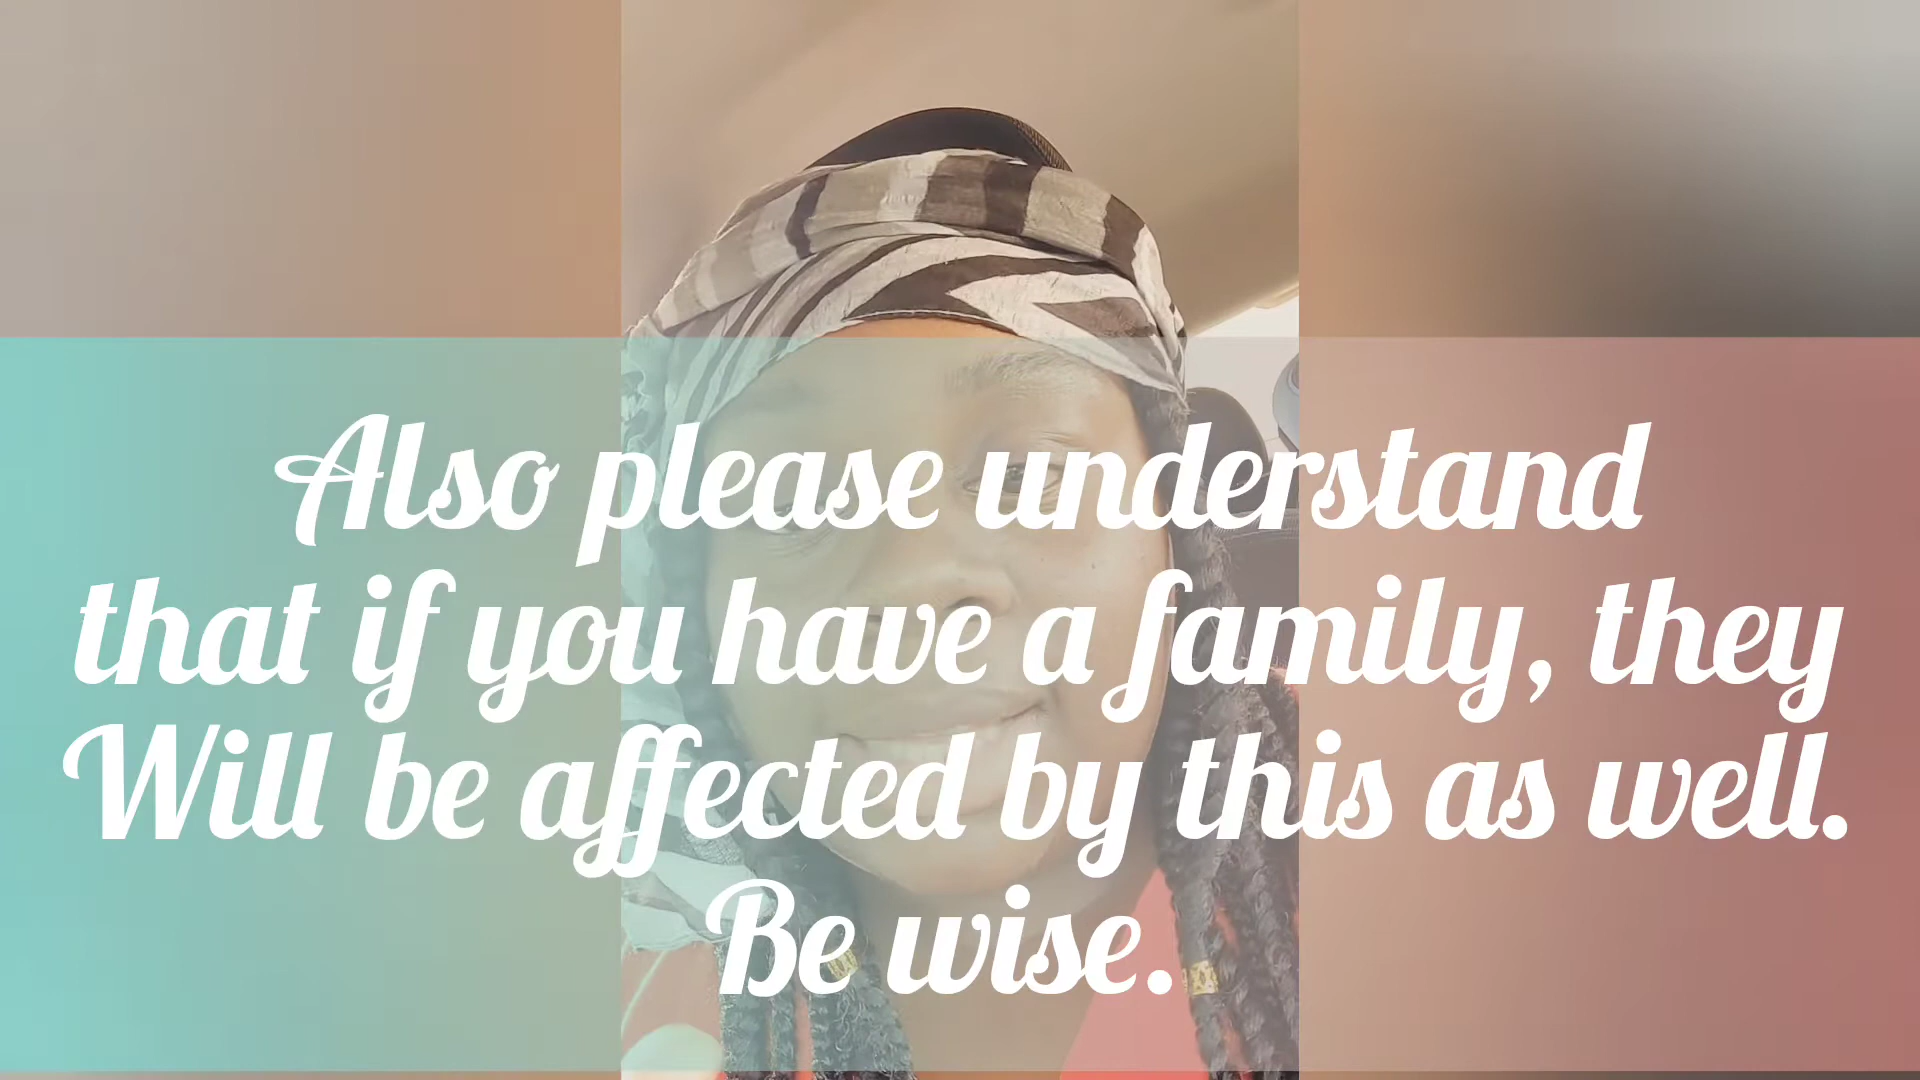 Also please understand
that if you have a family, they
Will be affected by this as well.
Be wise.